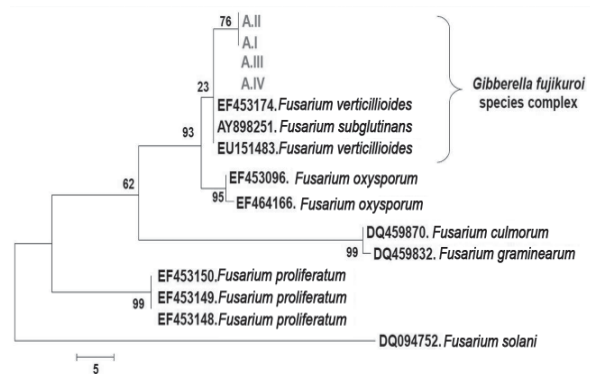 76
A.II
A.I
A.III
A.IV
23
EF453174.Fusarium verticillioides
AY898251.Fusarium subglutinans
EU151483.Fusarium verticillioides
Gibberella fujikuroi
species complex
93
EF453096. Fusarium oxysporum
95
EF464166. Fusarium oxysporum
62
DQ459870. Fusarium culmorum
99
DQ459832. Fusarium graminearum
EF453150.Fusarium proliferatum
99
EF453149.Fusarium proliferatum
EF453148.Fusarium proliferatum
DQ094752.Fusarium solani
5